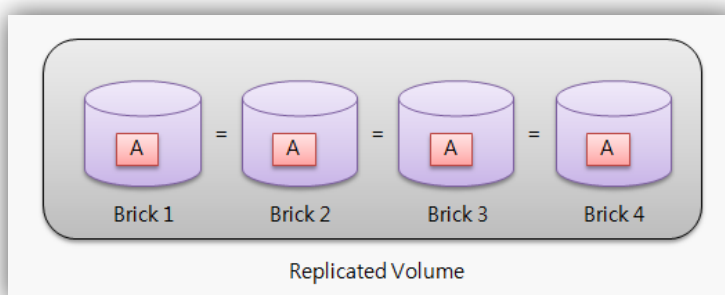 A = A = A = A
Brick 1 Brick 2 Brick 3 Brick 4
Replicated Volume